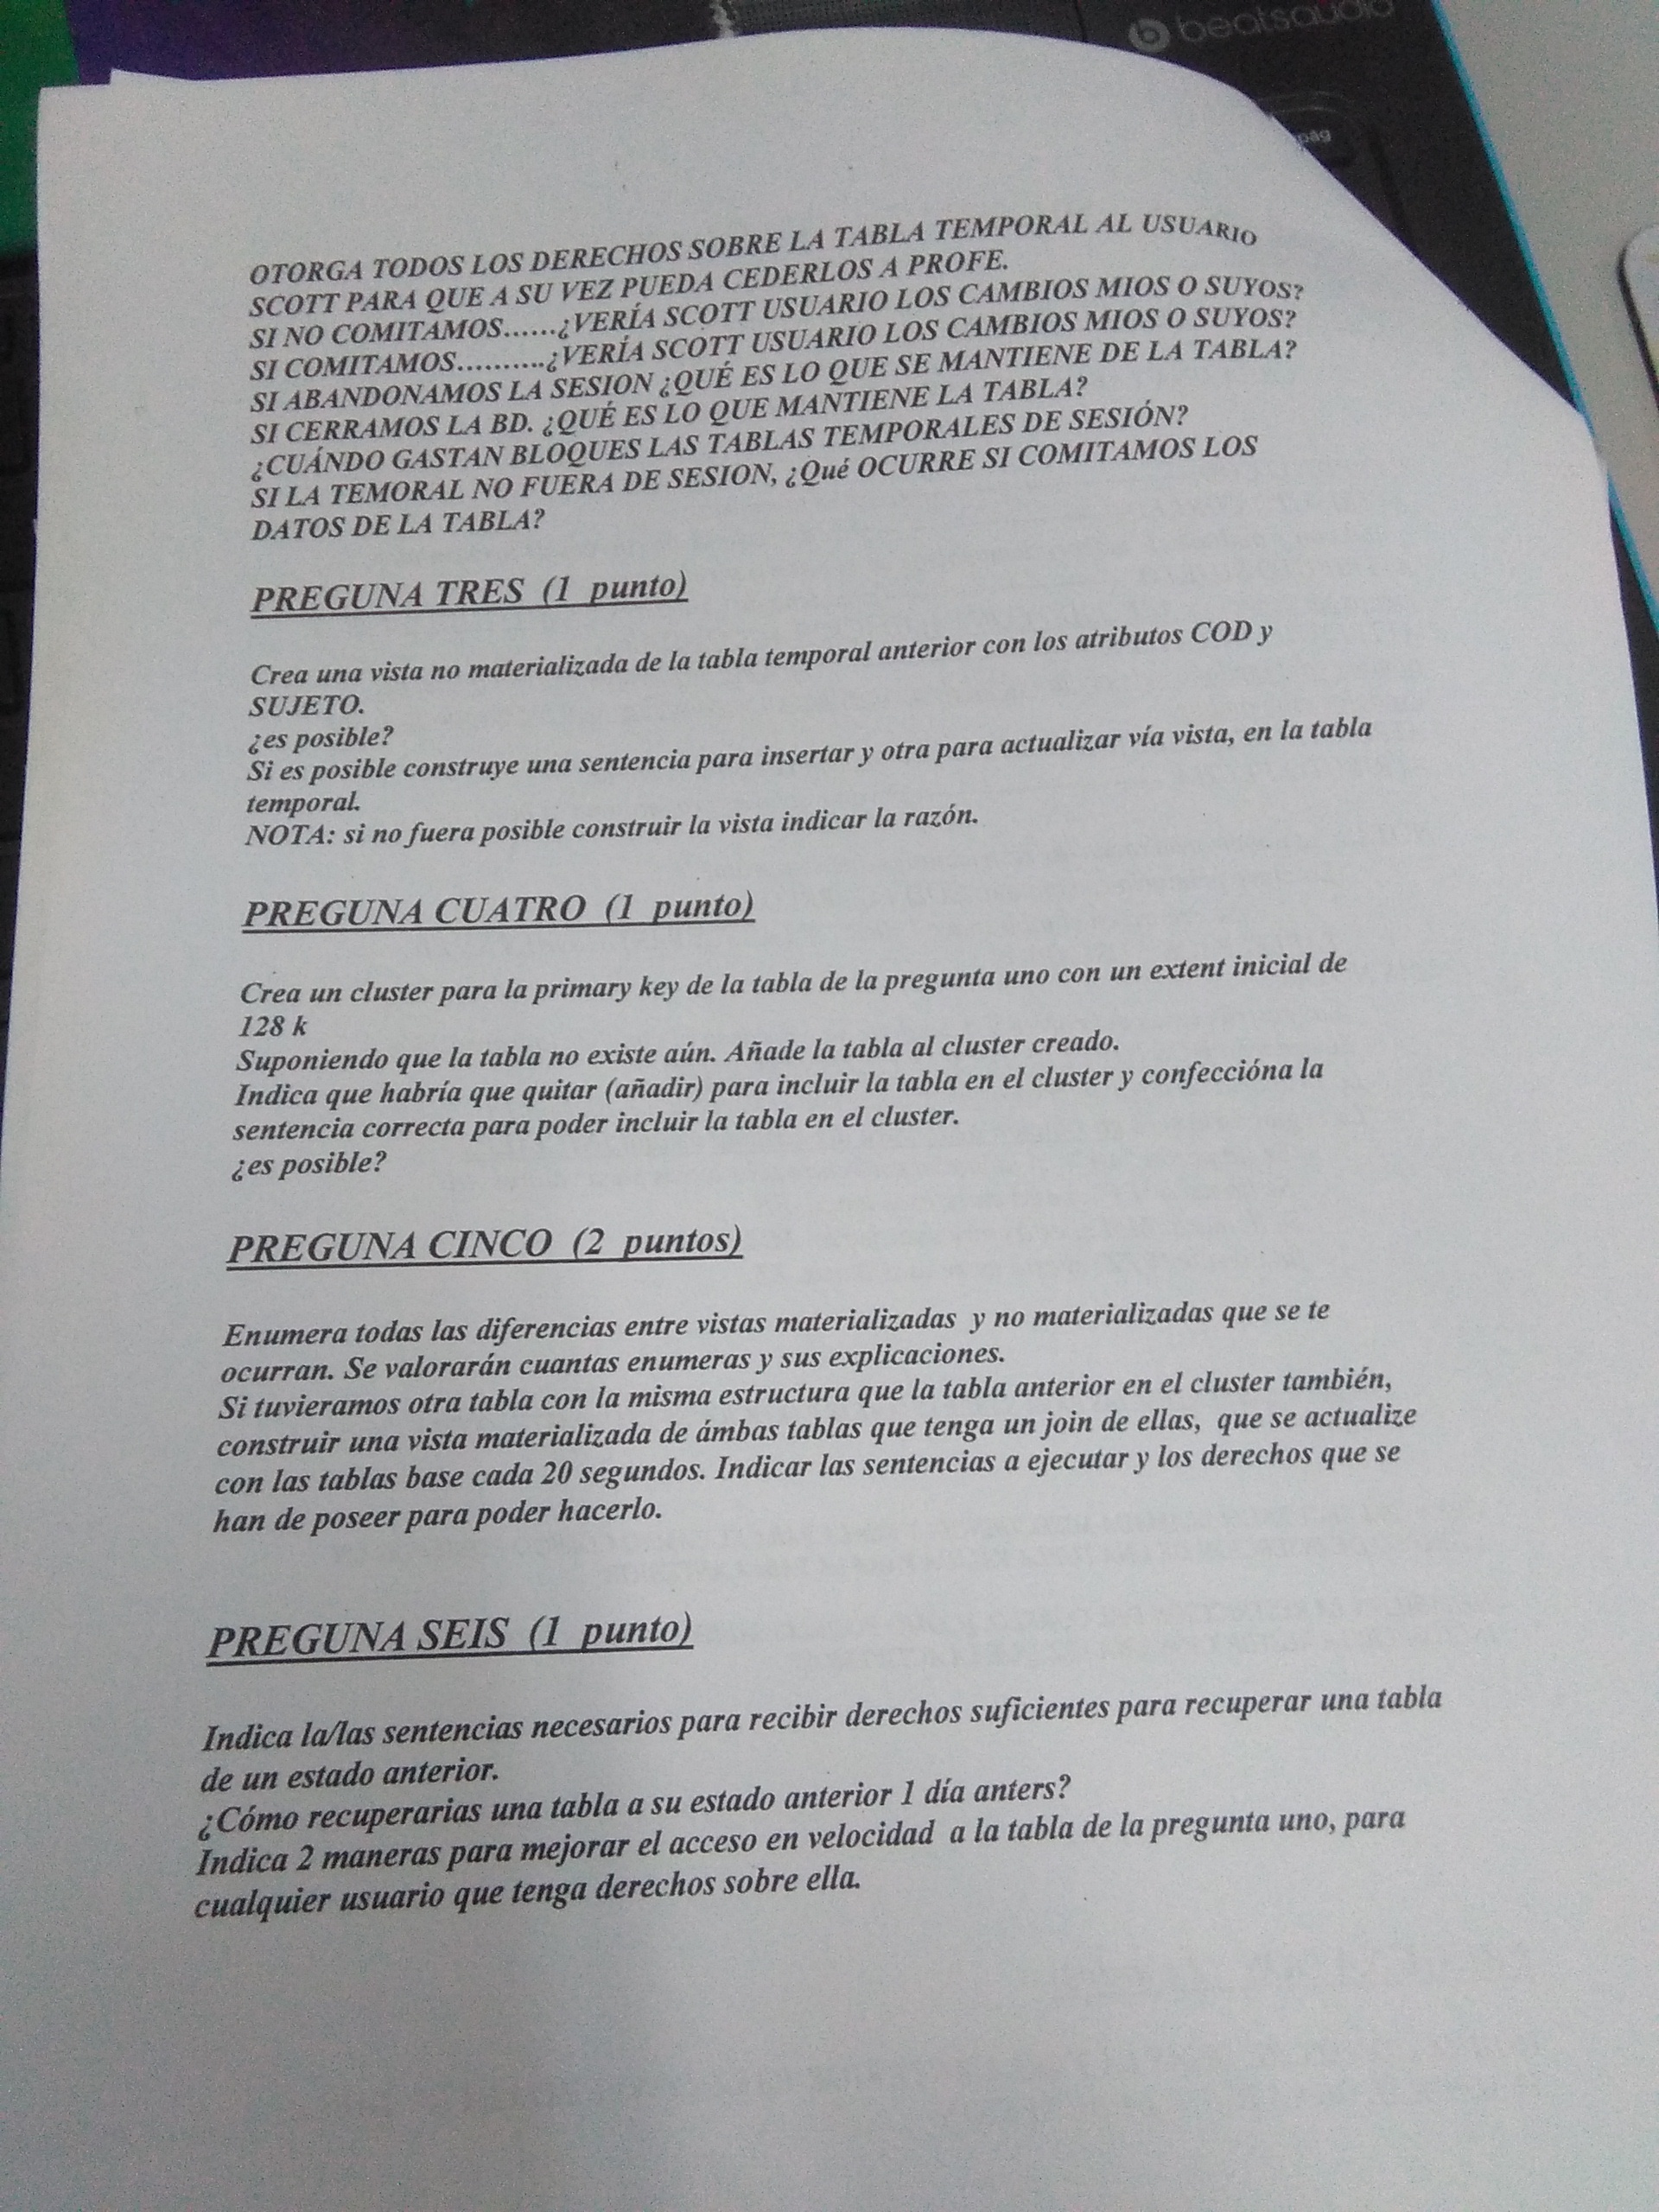 beatsaudio
pág
OTORGA TODOS LOS DERECHOS SOBRE LA TABLA TEMPORAL AL USUARIO
SCOTT PARA QUE A SU VEZ PUEDA CEDERLOS A PROFE.
SI NO COMITAMOS......¿VERÍA SCOTT USUARIO LOS CAMBIOS MIOS O SUYOS?
SI COMITAMOS..........¿VERÍA SCOTT USUARIO LOS CAMBIOS MIOS O SUYOS?
SI ABANDONAMOS LA SESION ¿QUÉ ES LO QUE SE MANTIENE DE LA TABLA?
SI CERRAMOS LA BD. ¿QUÉ ES LO QUE MANTIENE LA TABLA?
¿CUÁNDO GASTAN BLOQUES LAS TABLAS TEMPORALES DE SESIÓN?
SI LA TEMORAL NO FUERA DE SESION, ¿Qué OCURRE SI COMITAMOS LOS
DATOS DE LA TABLA?
PREGUNA TRES (1 punto)
Crea una vista no materializada de la tabla temporal anterior con los atributos COD y
SUJETO.
¿es posible?
Si es posible construye una sentencia para insertar y otra para actualizar vía vista, en la tabla
temporal.
NOTA: si no fuera posible construir la vista indicar la razón.
PREGUNA CUATRO (1 punto)
Crea un cluster para la primary key de la tabla de la pregunta uno con un extent inicial de
128 k
Suponiendo que la tabla no existe aún. Añade la tabla al cluster creado.
Indica que habría que quitar (añadir) para incluir la tabla en el cluster y confeccióna la
sentencia correcta para poder incluir la tabla en el cluster.
¿es posible?
PREGUNA CINCO (2 puntos)
Enumera todas las diferencias entre vistas materializadas y no materializadas que se te
ocurran. Se valorarán cuantas enumeras y sus explicaciones.
Si tuvieramos otra tabla con la misma estructura que la tabla anterior en el cluster también,
construir una vista materializada de ámbas tablas que tenga un join de ellas, que se actualize
con las tablas base cada 20 segundos. Indicar las sentencias a ejecutar y los derechos que se
han de poseer para poder hacerlo.
PREGUNA SEIS (1 punto)
Indica la/las sentencias necesarios para recibir derechos suficientes para recuperar una tabla
de un estado anterior.
¿Cómo recuperarias una tabla a su estado anterior 1 día anters?
Indica 2 maneras para mejorar el acceso en velocidad a la tabla de la pregunta uno, para
cualquier usuario que tenga derechos sobre ella.